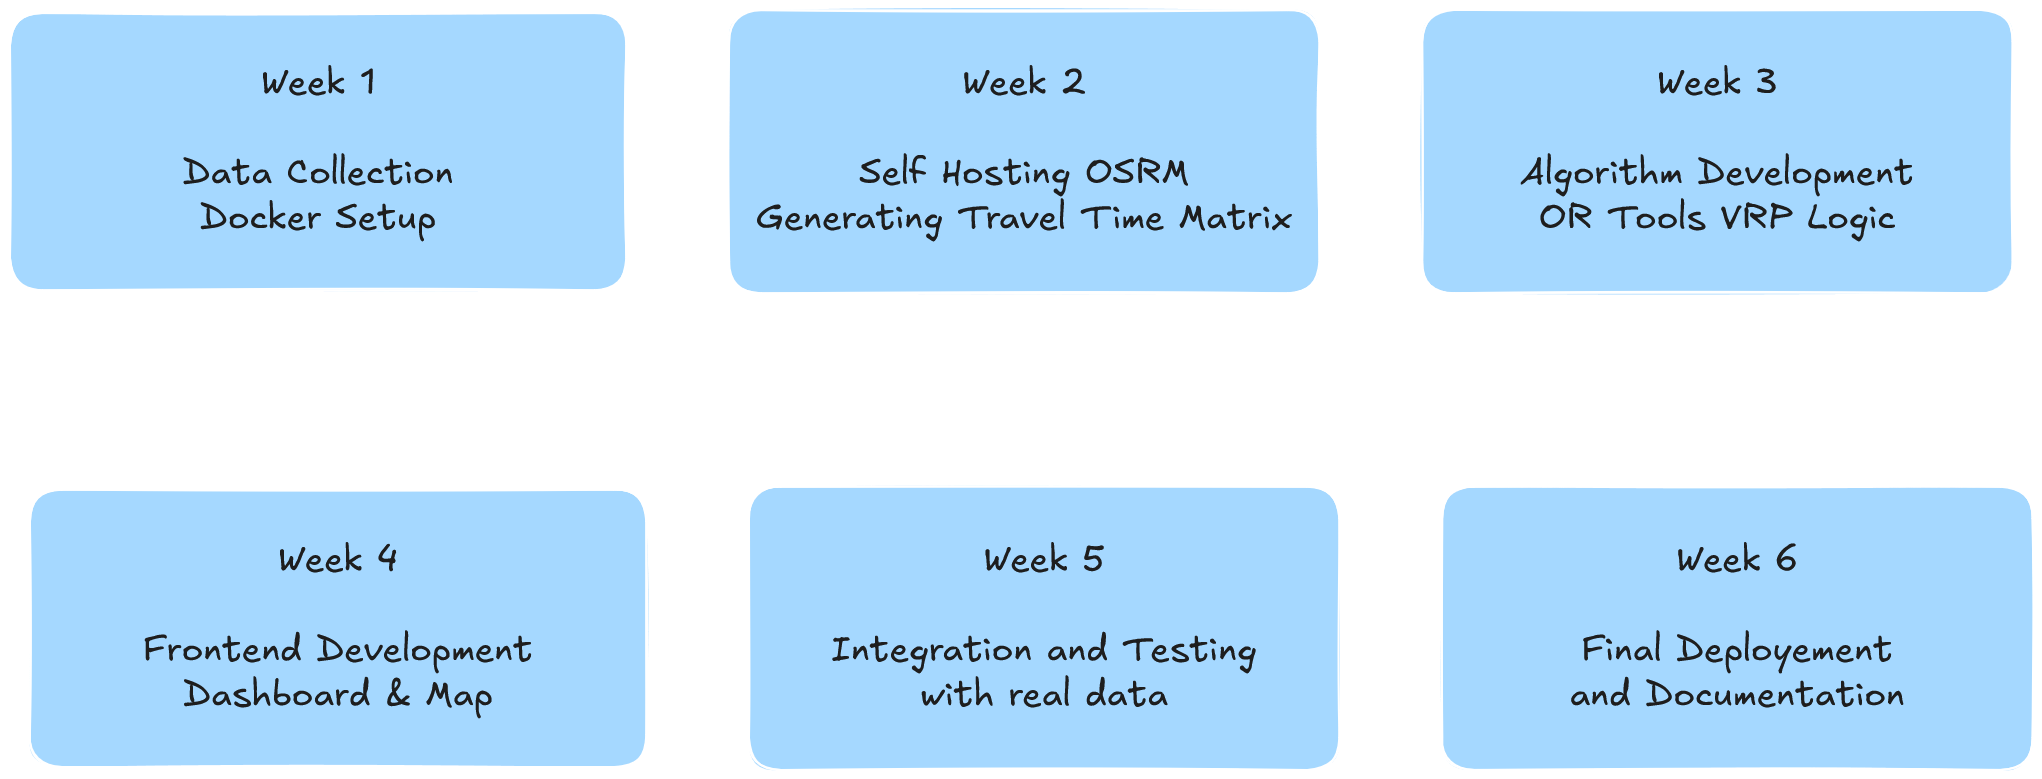 Week 1
Data Collection
Docker Setup
Week 2
Self Hosting OSRM
Generating Travel Time Matrix
Week 3
Algorithm Development
OR Tools VRP Logic
Week 4
Frontend Development
Dashboard & Map
Week 5
Integration and Testing
with real data
Week 6
Final Deployement
and Documentation